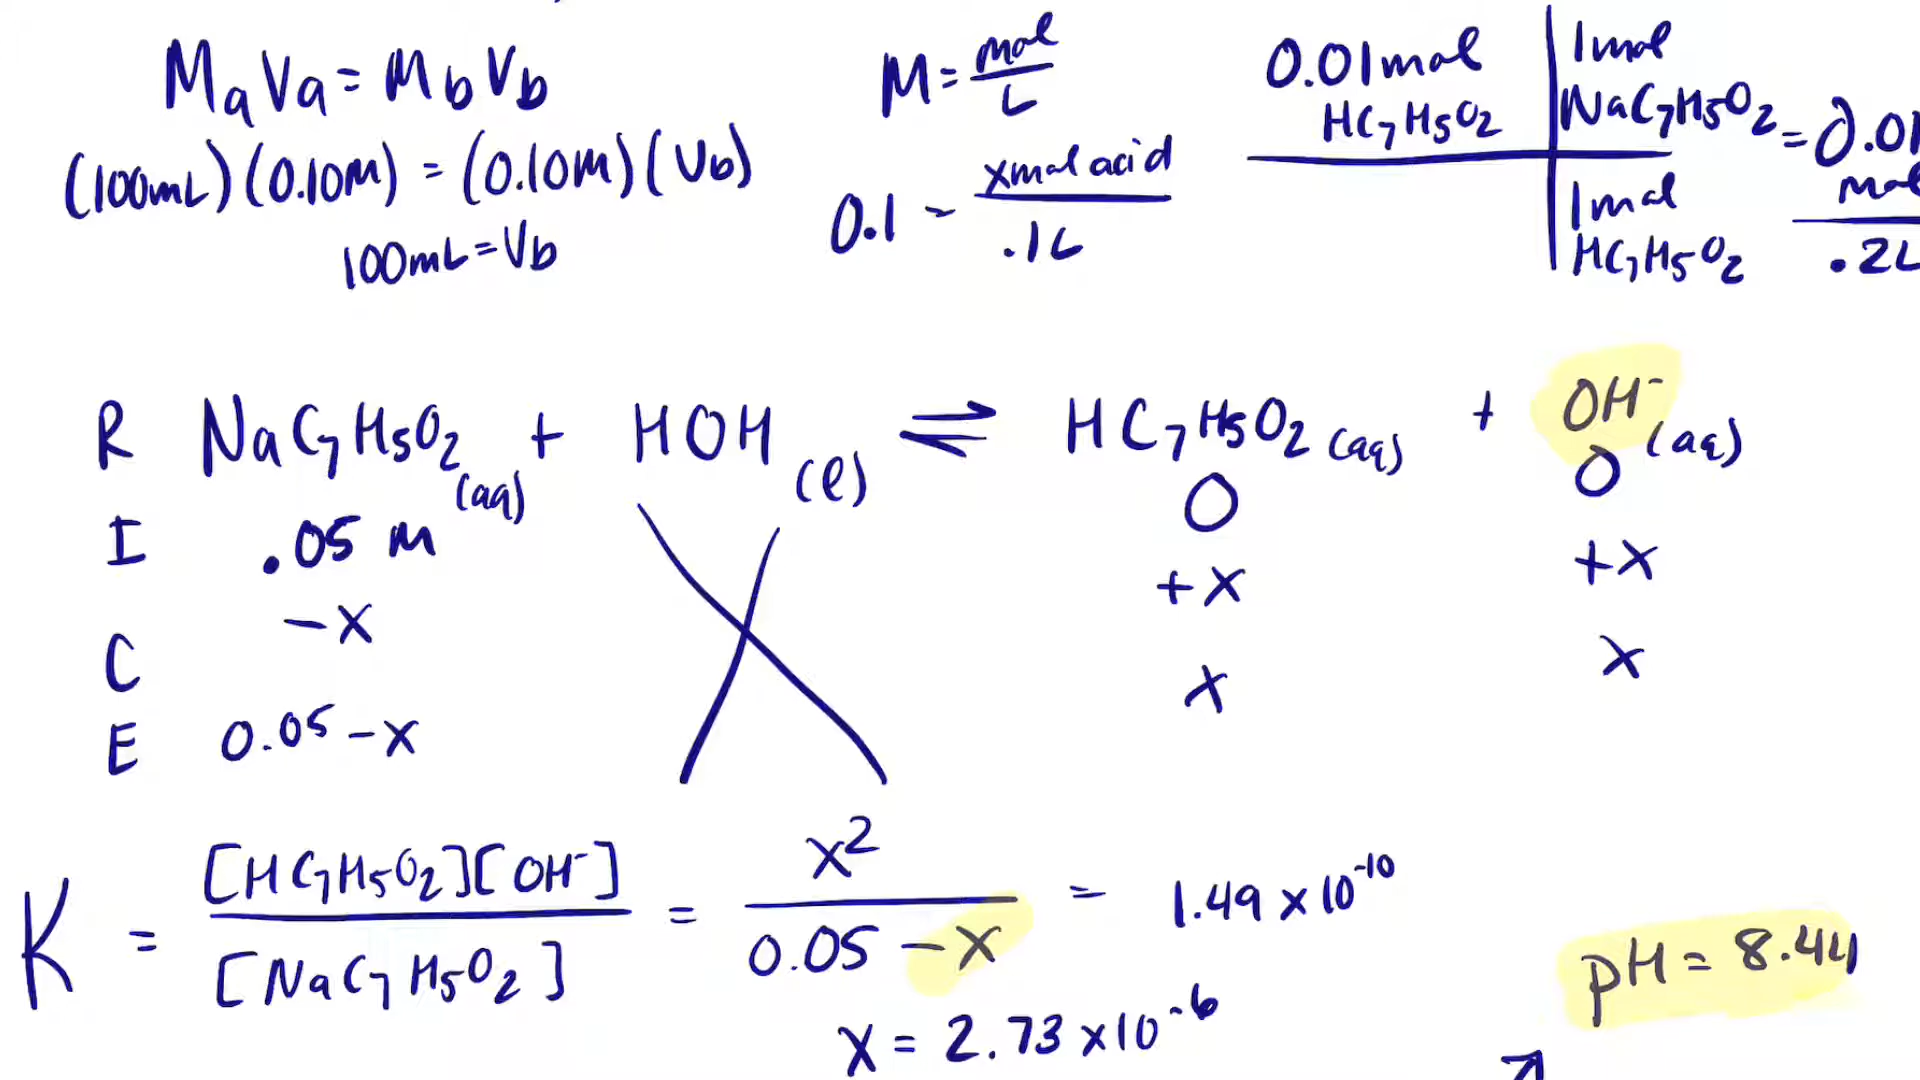 MaVa = MbVb
(100mL)(0.10M) = (0.10M)(Vb)
100mL = Vb
M = mol/L
0.1 = xmol acid/.1L
0.01mol HC7H5O2 | 1mol NaC7H5O2 / 1mol HC7H5O2 = 0.01 mol / .2L
R NaC7H5O2 (aq) + HOH (l) ⇌ HC7H5O2 (aq) + OH⁻ (aq)
I .05 M 0 0
C -x +x +x
E 0.05 - x x x
K = [HC7H5O2][OH⁻]/[NaC7H5O2] = x²/0.05 - x = 1.49 x 10⁻¹⁰
x = 2.73 x10⁻⁶
pH = 8.44